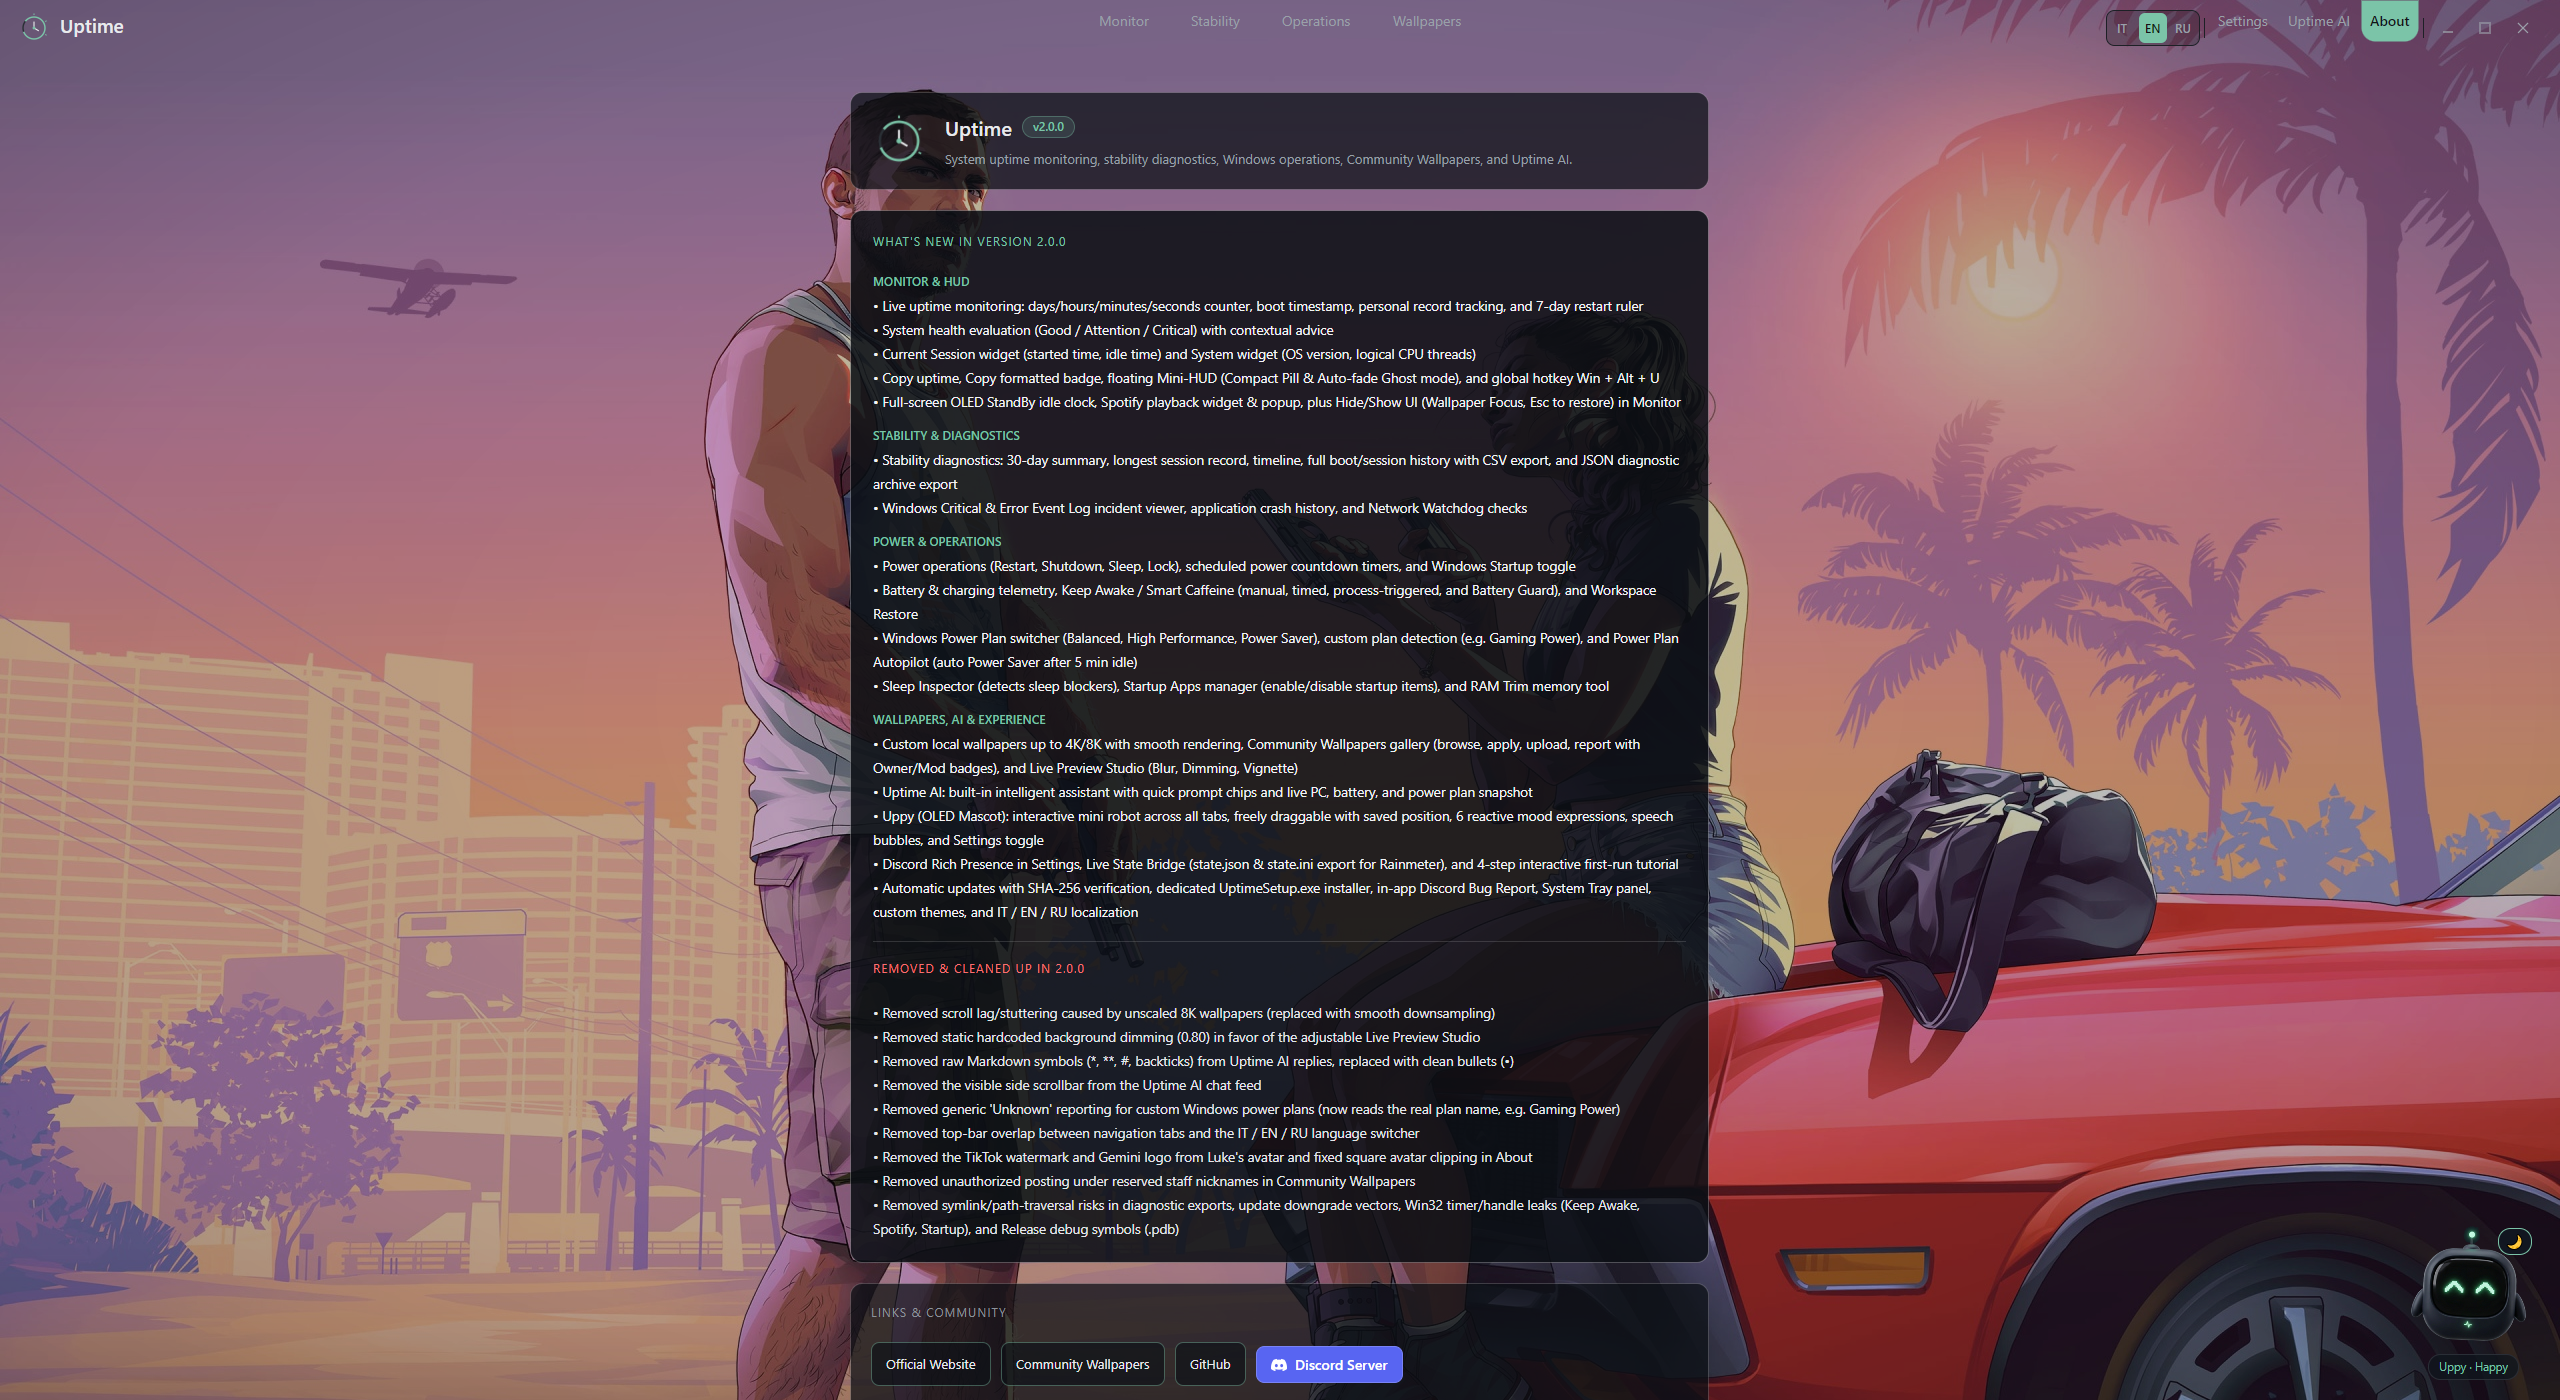 Uptime
Monitor
Stability
Operations
Wallpapers
IT
EN
RU
Settings
Uptime AI
About
Uptime
v2.0.0
System uptime monitoring, stability diagnostics, Windows operations, Community Wallpapers, and Uptime AI.
WHAT'S NEW IN VERSION 2.0.0
MONITOR & HUD
• Live uptime monitoring: days/hours/minutes/seconds counter, boot timestamp, personal record tracking, and 7-day restart ruler
• System health evaluation (Good / Attention / Critical) with contextual advice
• Current Session widget (started time, idle time) and System widget (OS version, logical CPU threads)
• Copy uptime, Copy formatted badge, floating Mini-HUD (Compact Pill & Auto-fade Ghost mode), and global hotkey Win + Alt + U
• Full-screen OLED StandBy idle clock, Spotify playback widget & popup, plus Hide/Show UI (Wallpaper Focus, Esc to restore) in Monitor
STABILITY & DIAGNOSTICS
• Stability diagnostics: 30-day summary, longest session record, timeline, full boot/session history with CSV export, and JSON diagnostic
archive export
• Windows Critical & Error Event Log incident viewer, application crash history, and Network Watchdog checks
POWER & OPERATIONS
• Power operations (Restart, Shutdown, Sleep, Lock), scheduled power countdown timers, and Windows Startup toggle
• Battery & charging telemetry, Keep Awake / Smart Caffeine (manual, timed, process-triggered, and Battery Guard), and Workspace
Restore
• Windows Power Plan switcher (Balanced, High Performance, Power Saver), custom plan detection (e.g. Gaming Power), and Power Plan
Autopilot (auto Power Saver after 5 min idle)
• Sleep Inspector (detects sleep blockers), Startup Apps manager (enable/disable startup items), and RAM Trim memory tool
WALLPAPERS, AI & EXPERIENCE
• Custom local wallpapers up to 4K/8K with smooth rendering, Community Wallpapers gallery (browse, apply, upload, report with
Owner/Mod badges), and Live Preview Studio (Blur, Dimming, Vignette)
• Uptime AI: built-in intelligent assistant with quick prompt chips and live PC, battery, and power plan snapshot
• Uppy (OLED Mascot): interactive mini robot across all tabs, freely draggable with saved position, 6 reactive mood expressions, speech
bubbles, and Settings toggle
• Discord Rich Presence in Settings, Live State Bridge (state.json & state.ini export for Rainmeter), and 4-step interactive first-run tutorial
• Automatic updates with SHA-256 verification, dedicated UptimeSetup.exe installer, in-app Discord Bug Report, System Tray panel,
custom themes, and IT / EN / RU localization
REMOVED & CLEANED UP IN 2.0.0
• Removed scroll lag/stuttering caused by unscaled 8K wallpapers (replaced with smooth downsampling)
• Removed static hardcoded background dimming (0.80) in favor of the adjustable Live Preview Studio
• Removed raw Markdown symbols (*, **, #, backticks) from Uptime AI replies, replaced with clean bullets (•)
• Removed the visible side scrollbar from the Uptime AI chat feed
• Removed generic 'Unknown' reporting for custom Windows power plans (now reads the real plan name, e.g. Gaming Power)
• Removed top-bar overlap between navigation tabs and the IT / EN / RU language switcher
• Removed the TikTok watermark and Gemini logo from Luke's avatar and fixed square avatar clipping in About
• Removed unauthorized posting under reserved staff nicknames in Community Wallpapers
• Removed symlink/path-traversal risks in diagnostic exports, update downgrade vectors, Win32 timer/handle leaks (Keep Awake,
Spotify, Startup), and Release debug symbols (.pdb)
LINKS & COMMUNITY
Official Website
Community Wallpapers
GitHub
Discord Server
Uppy · Happy